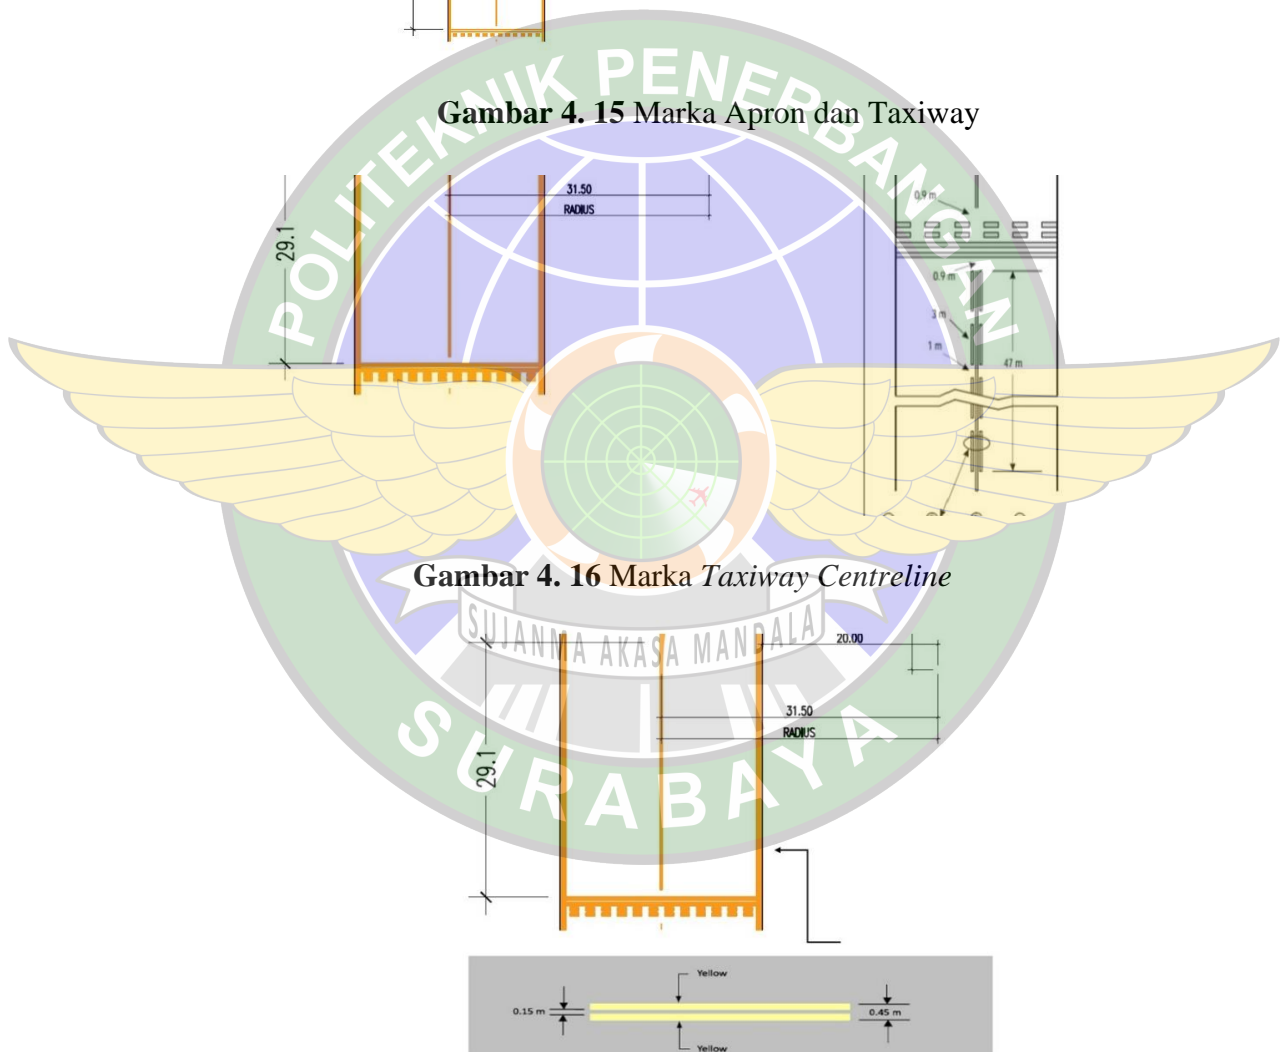 POLITEKNIK PENERBANGAN
Gambar 4. 15 Marka Apron dan Taxiway
31.50
RADIUS
29.1
0.9 m
0.9 m
3 m
1 m
47 m
Gambar 4. 16 Marka Taxiway Centreline
SUJANMA AKASA MANDALA
20.00
31.50
RADIUS
29.1
SURABAYA
Yellow
0.15 m
0.45 m
Yellow